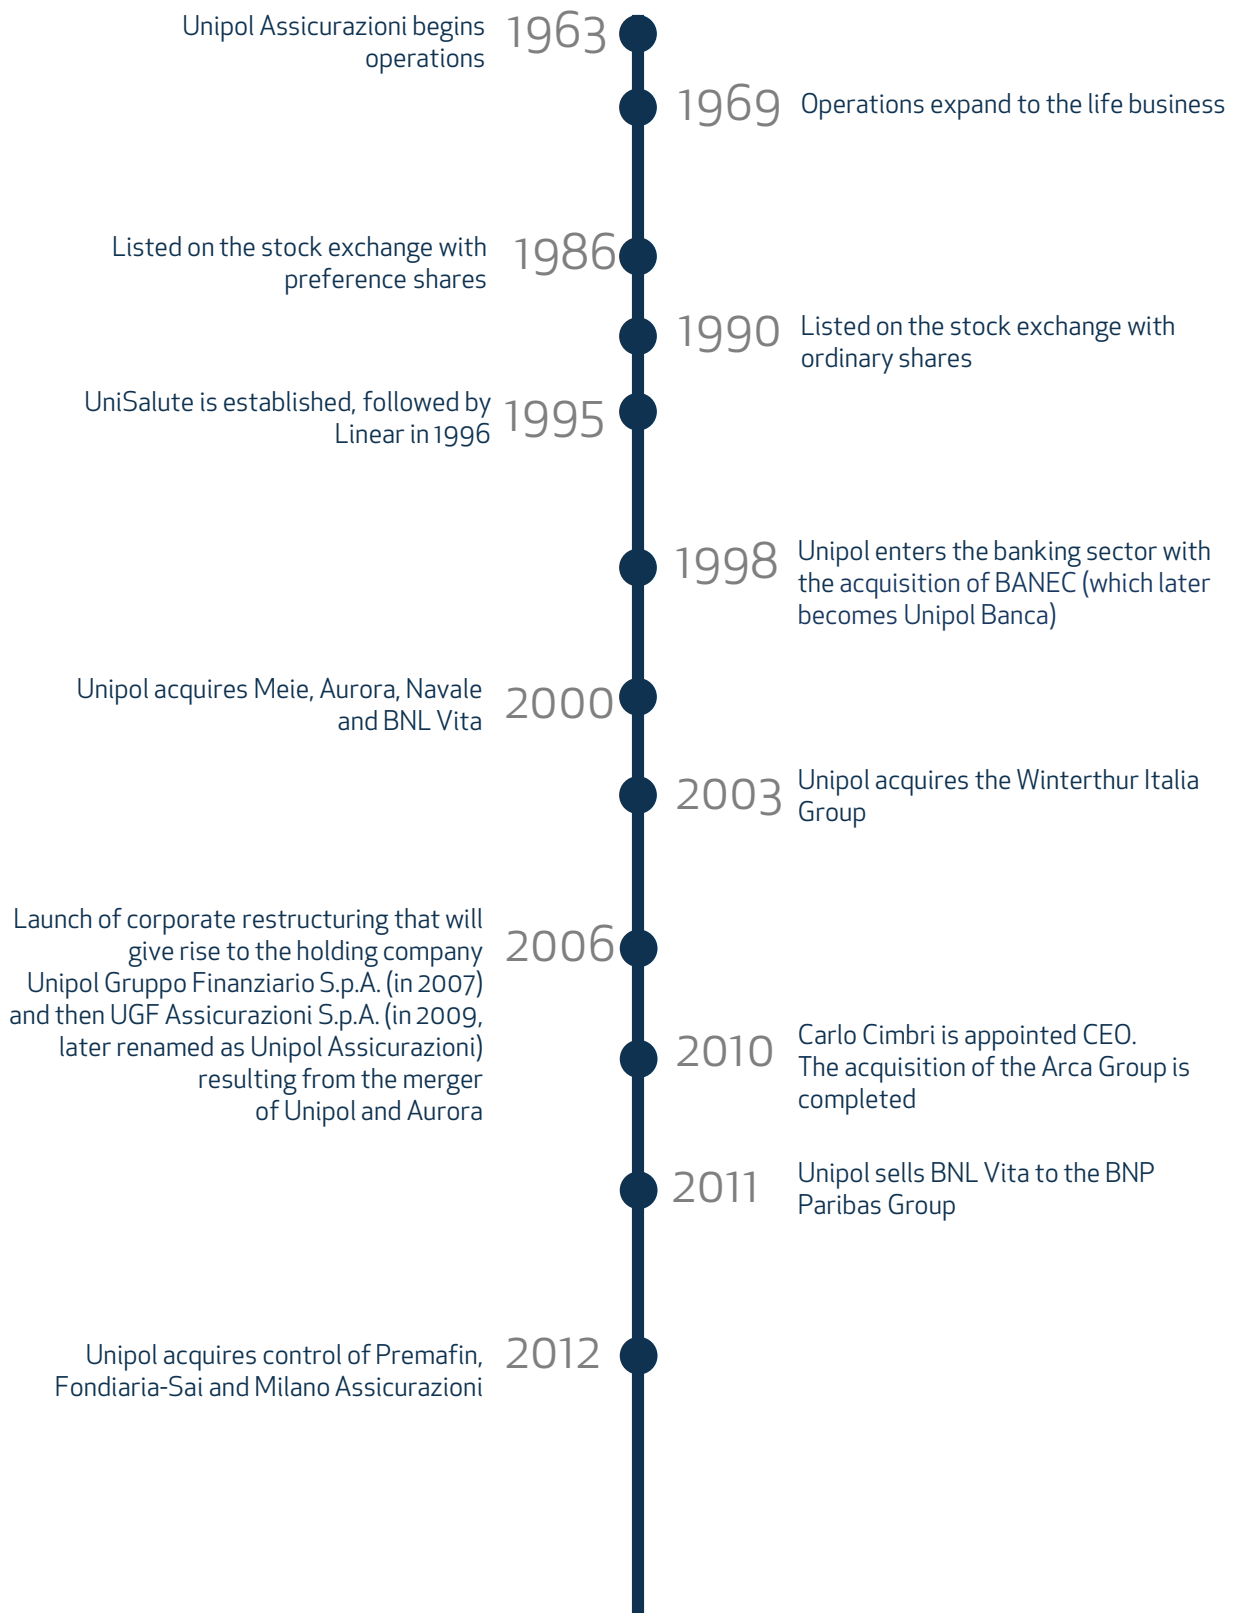 Unipol Assicurazioni begins
operations
1963
1969
Operations expand to the life business
Listed on the stock exchange with
preference shares
1986
1990
Listed on the stock exchange with
ordinary shares
UniSalute is established, followed by
Linear in 1996
1995
1998
Unipol enters the banking sector with
the acquisition of BANEC (which later
becomes Unipol Banca)
Unipol acquires Meie, Aurora, Navale
and BNL Vita
2000
2003
Unipol acquires the Winterthur Italia
Group
Launch of corporate restructuring that will
give rise to the holding company
Unipol Gruppo Finanziario S.p.A. (in 2007)
and then UGF Assicurazioni S.p.A. (in 2009,
later renamed as Unipol Assicurazioni)
resulting from the merger
of Unipol and Aurora
2006
2010
Carlo Cimbri is appointed CEO.
The acquisition of the Arca Group is
completed
2011
Unipol sells BNL Vita to the BNP
Paribas Group
Unipol acquires control of Premafin,
Fondiaria-Sai and Milano Assicurazioni
2012